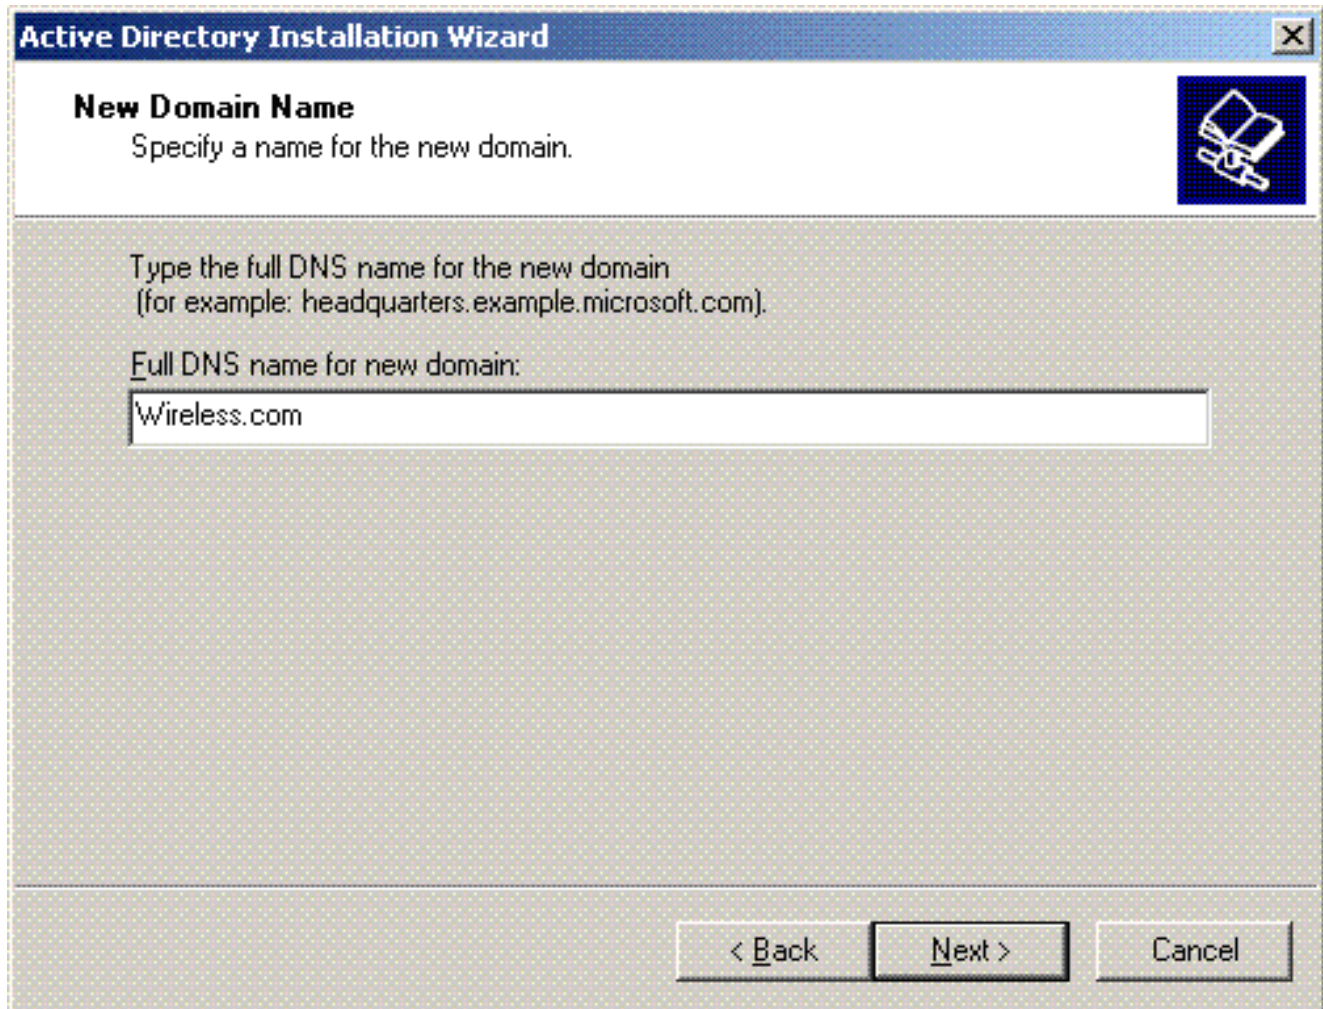 Active Directory Installation Wizard
New Domain Name
Specify a name for the new domain.
Type the full DNS name for the new domain
(for example: headquarters.example.microsoft.com).
Full DNS name for new domain:
Wireless.com
< Back
Next >
Cancel